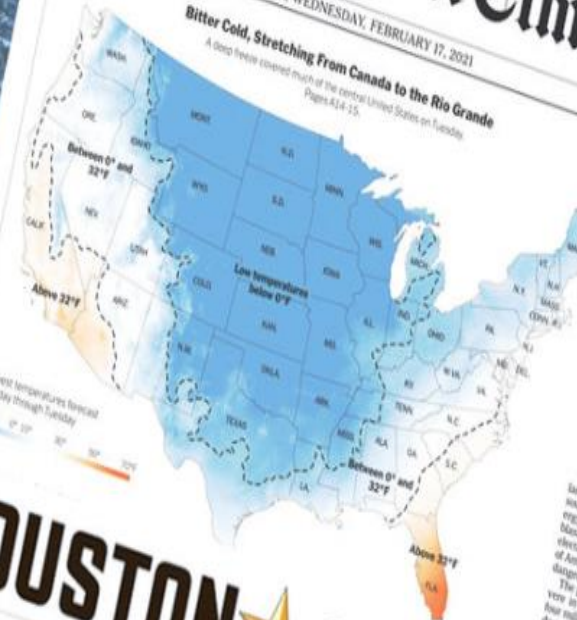 WEDNESDAY, FEBRUARY 17, 2021
Bitter Cold, Stretching From Canada to the Rio Grande
A deep freeze covered much of the central United States on Tuesday.
Pages A14-15.
WASH.
MONT.
N.D.
MINN.
ORE.
IDAHO
Between 0° and
32°F
WYO.
S.D.
WIS.
MICH.
VT.
N.H.
N.Y.
MASS.
CONN.
CALIF.
NEV.
UTAH
NEB.
IOWA
Low temperatures
below 0°F
COLO.
ILL.
IND.
OHIO
PA.
N.J.
Above 32°F
ARIZ.
KAN.
MO.
KY.
W.VA.
VA.
MD.
DEL.
N.M.
OKLA.
ARK.
TENN.
N.C.
TEXAS
MISS.
ALA.
GA.
S.C.
LA.
Between 0° and
32°F
Above 32°F
FLA.
temperatures forecast
through Tuesday
OUSTON